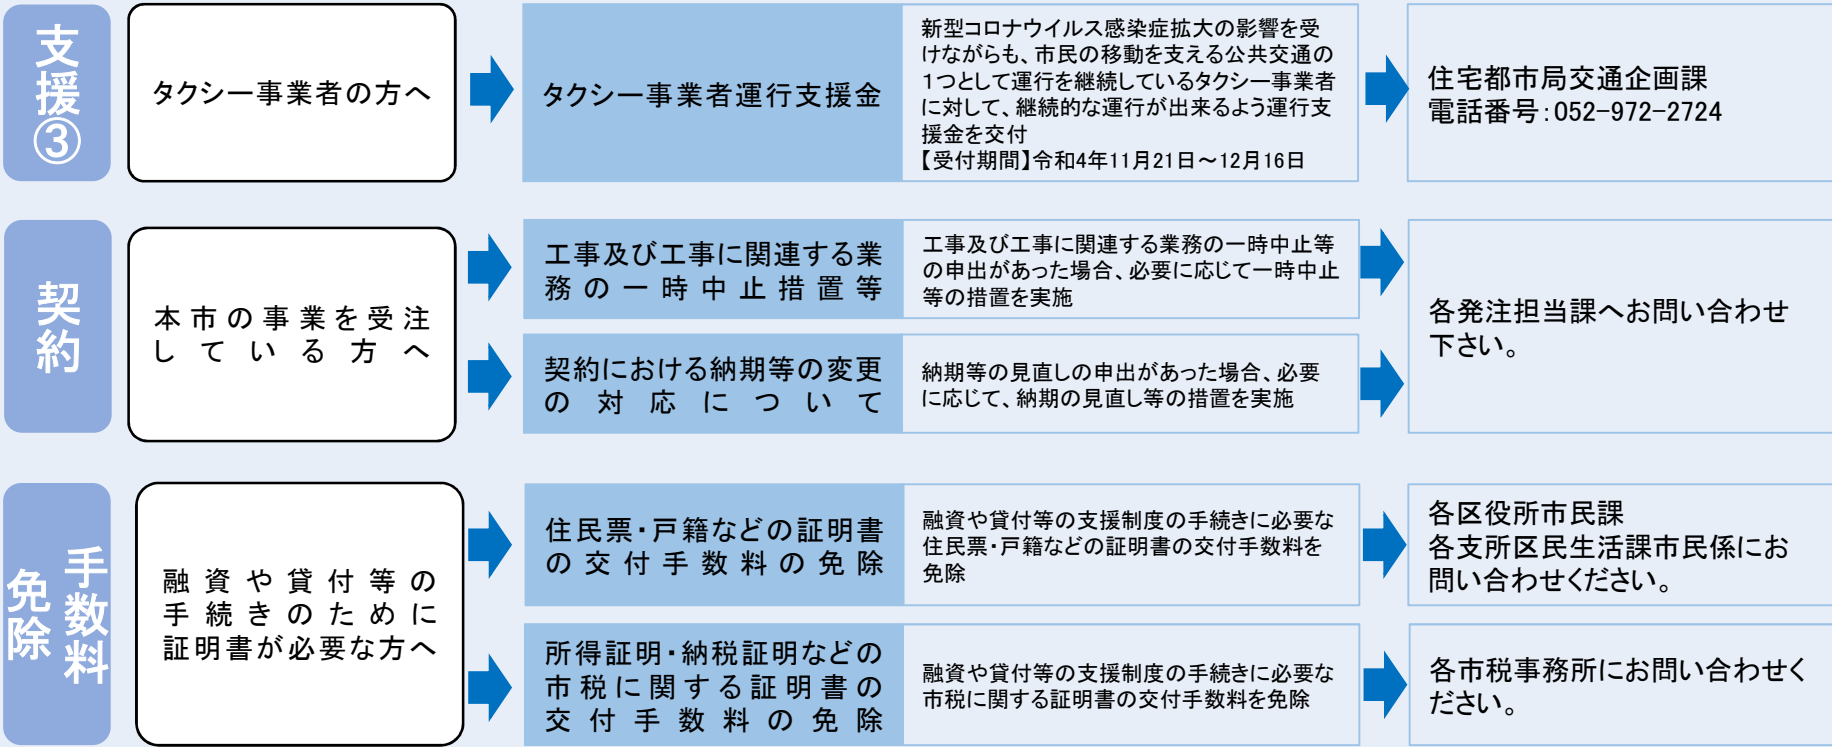 支援③
タクシー事業者の方へ
タクシー事業者運行支援金
新型コロナウイルス感染症拡大の影響を受
けながらも、市民の移動を支える公共交通の
1つとして運行を継続しているタクシー事業者
に対して、継続的な運行が出来るよう運行支
援金を交付
【受付期間】令和4年11月21日～12月16日
住宅都市局交通企画課
電話番号：052-972-2724
契約
本市の事業を受注
している方へ
工事及び工事に関連する業
務の一時中止措置等
工事及び工事に関連する業務の一時中止等
の申出があった場合、必要に応じて一時中止
等の措置を実施
契約における納期等の変更
の対応について
納期等の見直しの申出があった場合、必要
に応じて、納期の見直し等の措置を実施
各発注担当課へお問い合わせ
下さい。
手数料
免除
融資や貸付等の
手続きのために
証明書が必要な方へ
住民票・戸籍などの証明書
の交付手数料の免除
融資や貸付等の支援制度の手続きに必要な
住民票・戸籍などの証明書の交付手数料を
免除
各区役所市民課
各支所区民生活課市民係にお
問い合わせください。
所得証明・納税証明などの
市税に関する証明書の
交付手数料の免除
融資や貸付等の支援制度の手続きに必要な
市税に関する証明書の交付手数料を免除
各市税事務所にお問い合わせく
ださい。